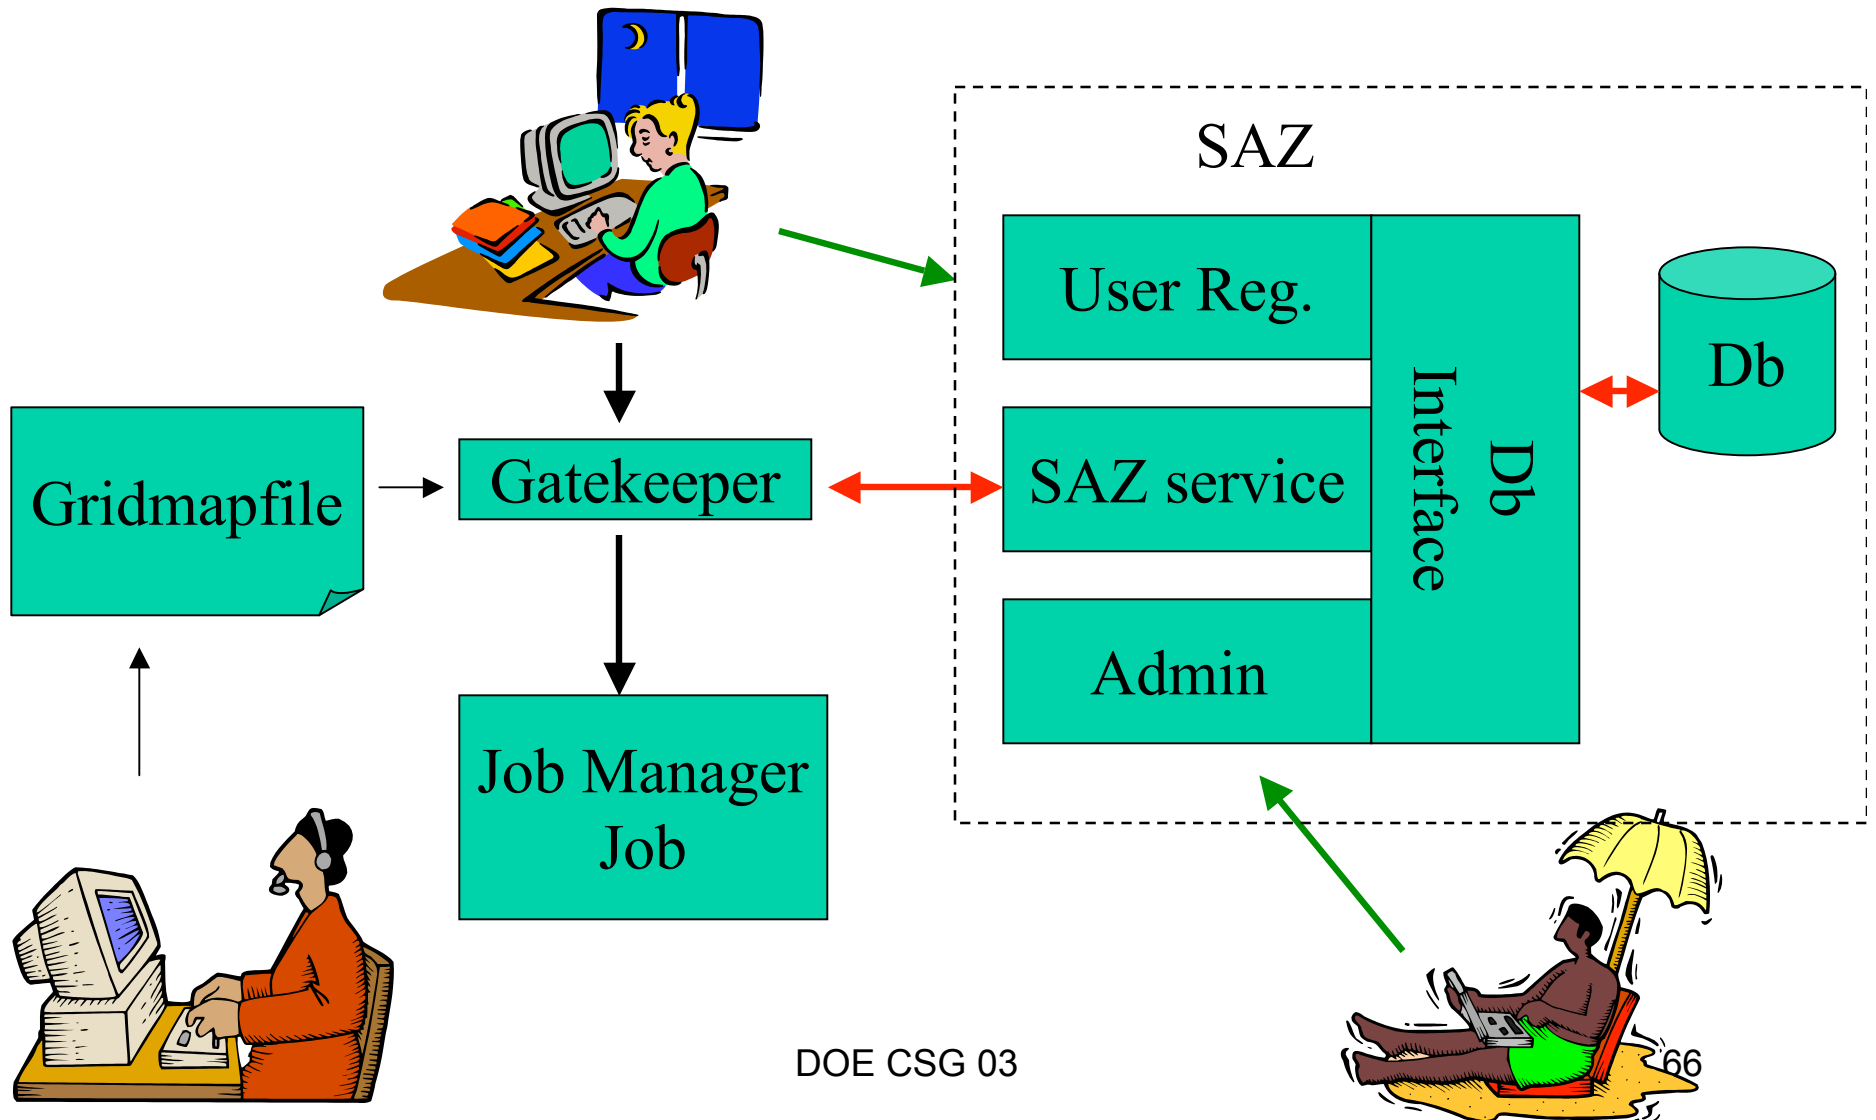 SAZ
User Reg.
Db
Interface
Db
Gridmapfile
Gatekeeper
SAZ service
Admin
Job Manager
Job
DOE CSG 03
66